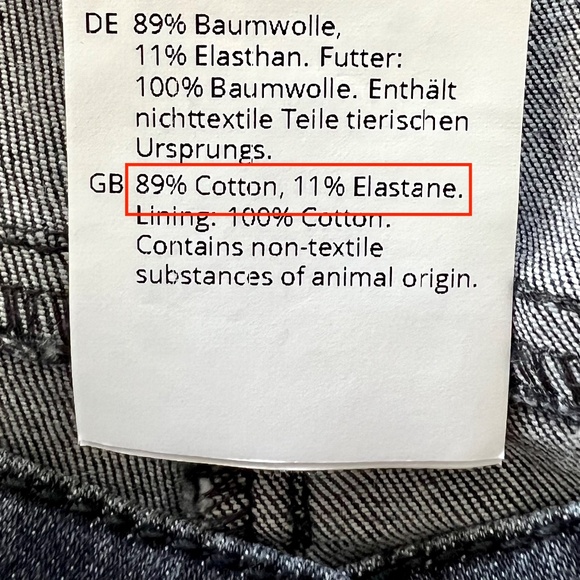 DE 89% Baumwolle,
11% Elasthan. Futter:
100% Baumwolle. Enthält
nichttextile Teile tierischen
Ursprungs.
GB 89% Cotton, 11% Elastane.
Lining: 100% Cotton.
Contains non-textile
substances of animal origin.